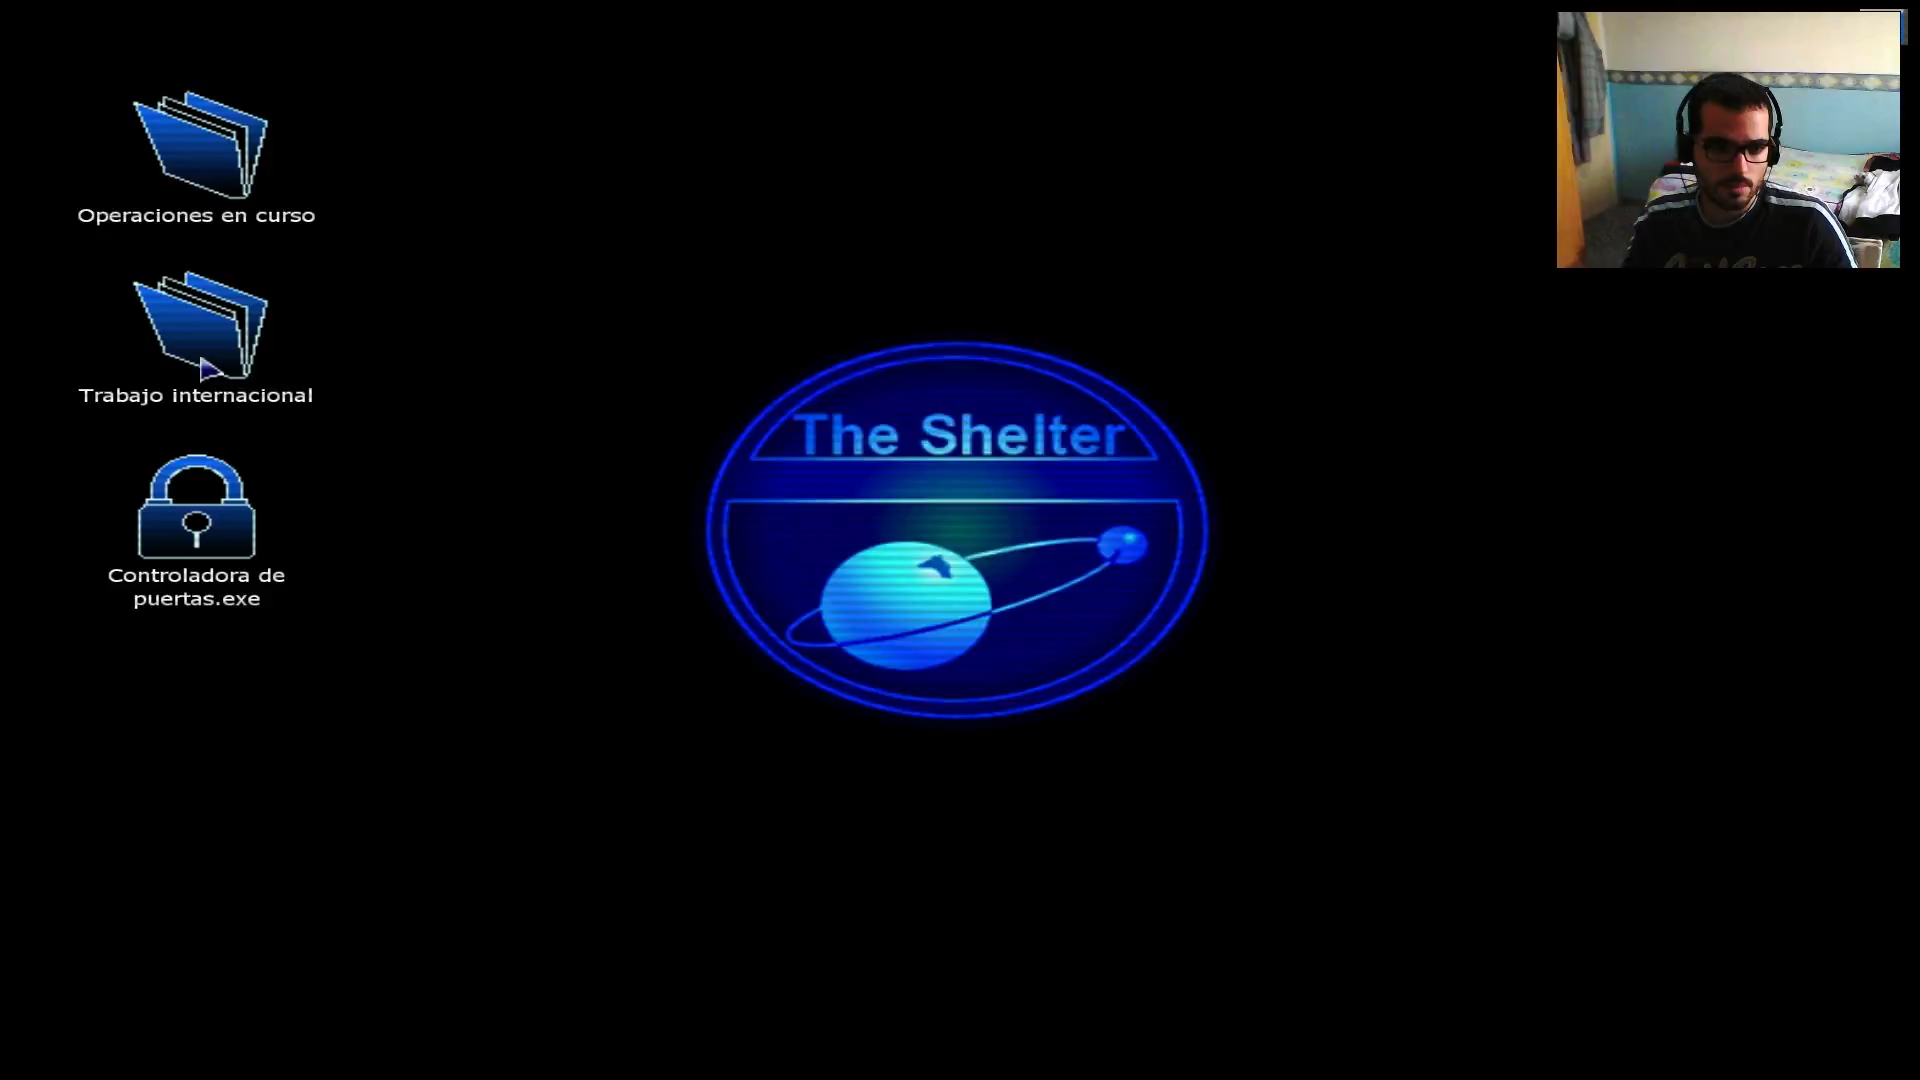 Operaciones en curso
Trabajo internacional
Controladora de
puertas.exe
The Shelter